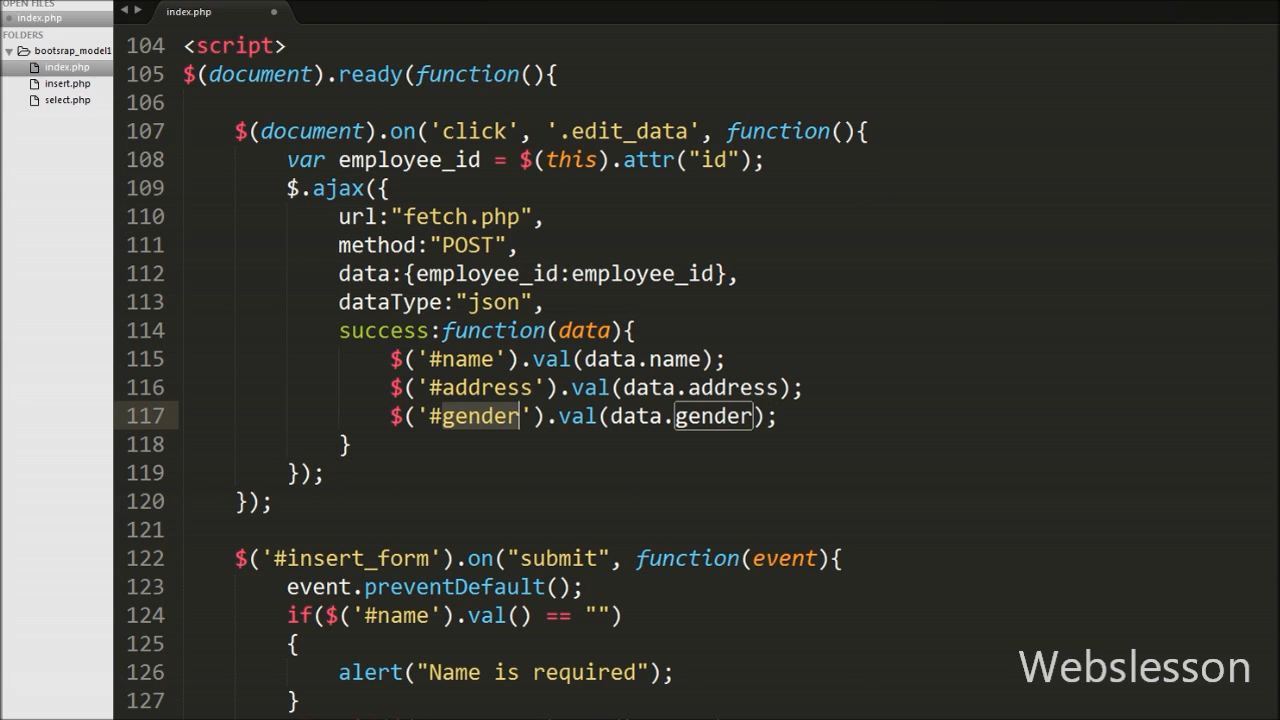 OPEN FILES
index.php
FOLDERS
bootsrap_model1
index.php
insert.php
select.php
index.php
104 <script>
105 $(document).ready(function(){
106
107 $(document).on('click', '.edit_data', function(){
108 var employee_id = $(this).attr("id");
109 $.ajax({
110 url:"fetch.php",
111 method:"POST",
112 data:{employee_id:employee_id},
113 dataType:"json",
114 success:function(data){
115 $('#name').val(data.name);
116 $('#address').val(data.address);
117 $('#gender').val(data.gender);
118 }
119 });
120 });
121
122 $('#insert_form').on("submit", function(event){
123 event.preventDefault();
124 if($('#name').val() == "")
125 {
126 alert("Name is required");
127 }
Webslesson